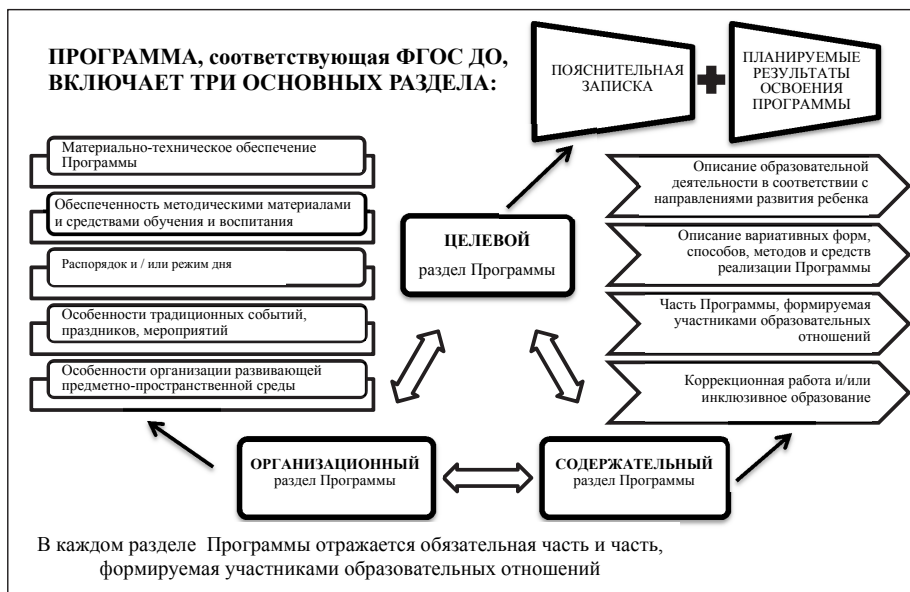 ПРОГРАММА, соответствующая ФГОС ДО,
ВКЛЮЧАЕТ ТРИ ОСНОВНЫХ РАЗДЕЛА:
ПОЯСНИТЕЛЬНАЯ
ЗАПИСКА
ПЛАНИРУЕМЫЕ
РЕЗУЛЬТАТЫ
ОСВОЕНИЯ
ПРОГРАММЫ
Материально-техническое обеспечение
Программы
Обеспеченность методическими материалами
и средствами обучения и воспитания
Распорядок и / или режим дня
Особенности традиционных событий,
праздников, мероприятий
Особенности организации развивающей
предметно-пространственной среды
ЦЕЛЕВОЙ
раздел Программы
Описание образовательной
деятельности в соответствии с
направлениями развития ребенка
Описание вариативных форм,
способов, методов и средств
реализации Программы
Часть Программы, формируемая
участниками образовательных
отношений
Коррекционная работа и/или
инклюзивное образование
ОРГАНИЗАЦИОННЫЙ
раздел Программы
СОДЕРЖАТЕЛЬНЫЙ
раздел Программы
В каждом разделе Программы отражается обязательная часть и часть,
формируемая участниками образовательных отношений